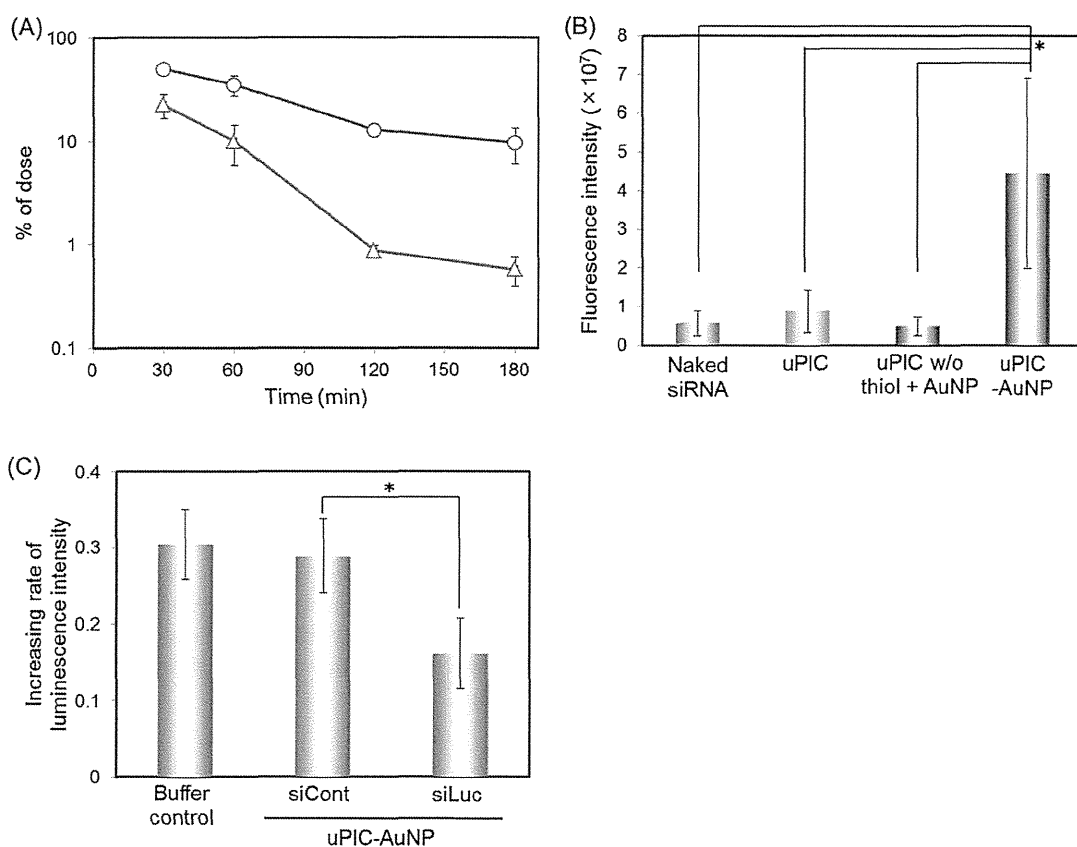 (A)
100
10
1
0.1
% of dose
0 30 60 90 120 150 180
Time (min)
(B)
8
7
6
5
4
3
2
1
0
Fluorescence intensity (× 10⁷)
*
Naked siRNA
uPIC
uPIC w/o thiol + AuNP
uPIC -AuNP
(C)
0.4
0.3
0.2
0.1
0
Increasing rate of
luminescence intensity
*
Buffer control
siCont
siLuc
uPIC-AuNP